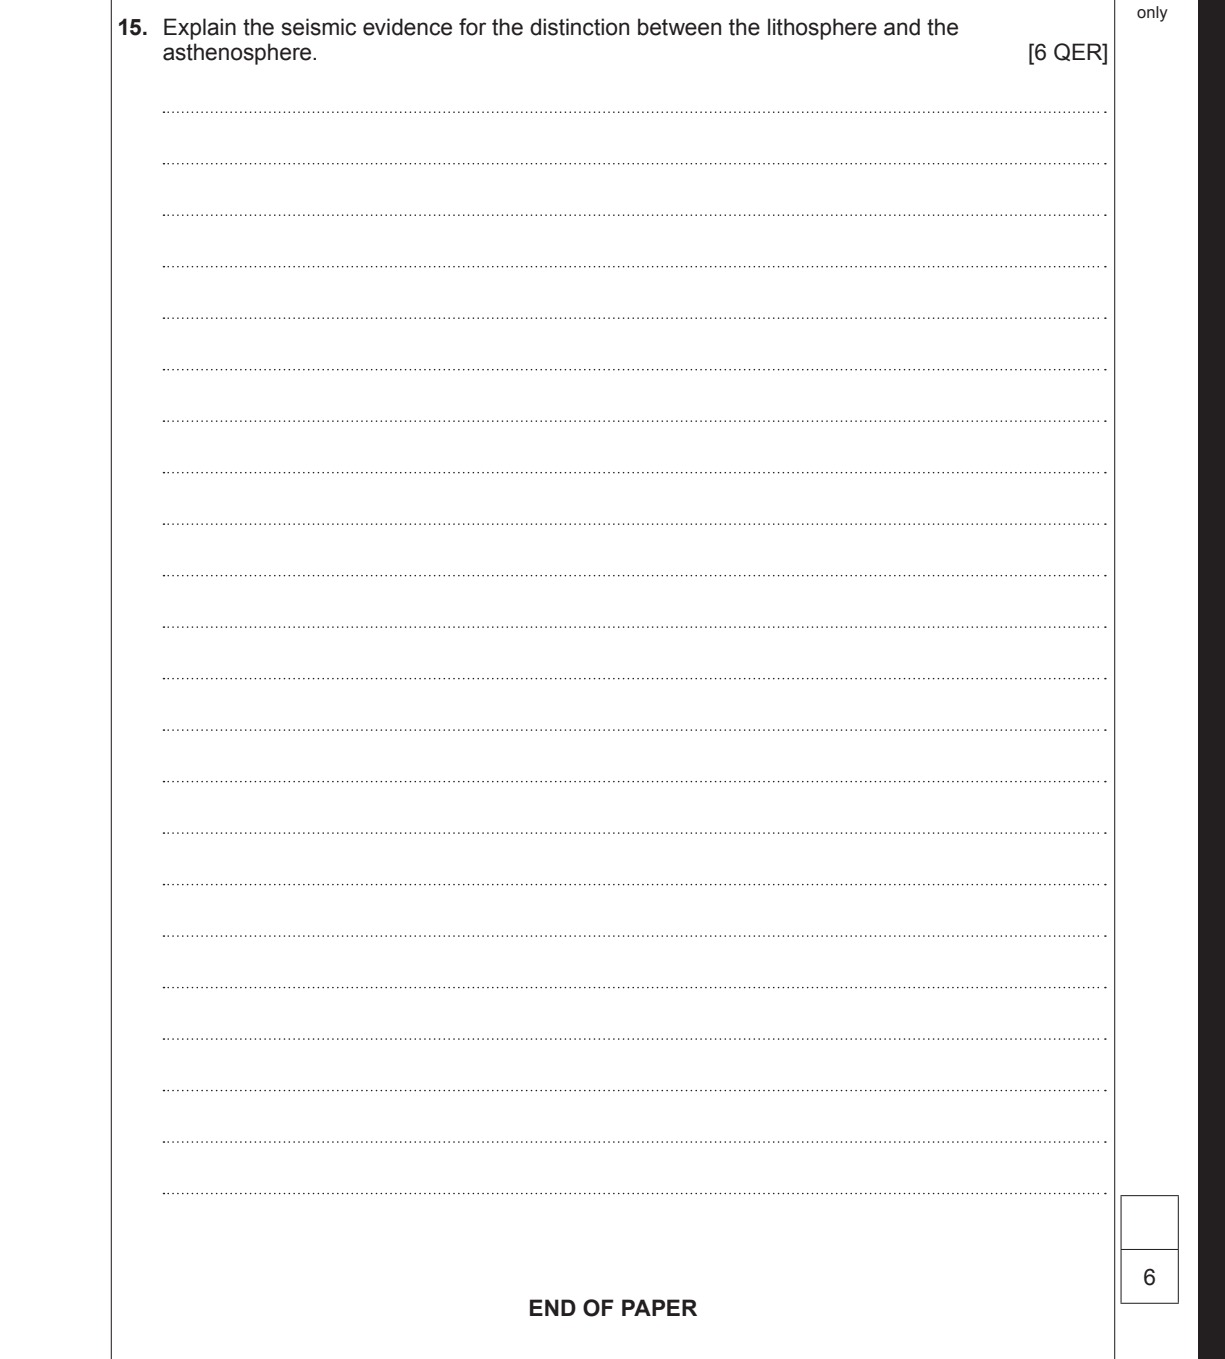 only
15. Explain the seismic evidence for the distinction between the lithosphere and the
asthenosphere. [6 QER]
6
END OF PAPER